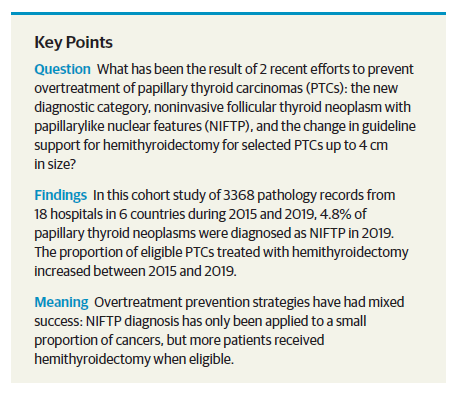 Key Points
Question What has been the result of 2 recent efforts to prevent
overtreatment of papillary thyroid carcinomas (PTCs): the new
diagnostic category, noninvasive follicular thyroid neoplasm with
papillarylike nuclear features (NIFTP), and the change in guideline
support for hemithyroidectomy for selected PTCs up to 4 cm
in size?
Findings In this cohort study of 3368 pathology records from
18 hospitals in 6 countries during 2015 and 2019, 4.8% of
papillary thyroid neoplasms were diagnosed as NIFTP in 2019.
The proportion of eligible PTCs treated with hemithyroidectomy
increased between 2015 and 2019.
Meaning Overtreatment prevention strategies have had mixed
success: NIFTP diagnosis has only been applied to a small
proportion of cancers, but more patients received
hemithyroidectomy when eligible.